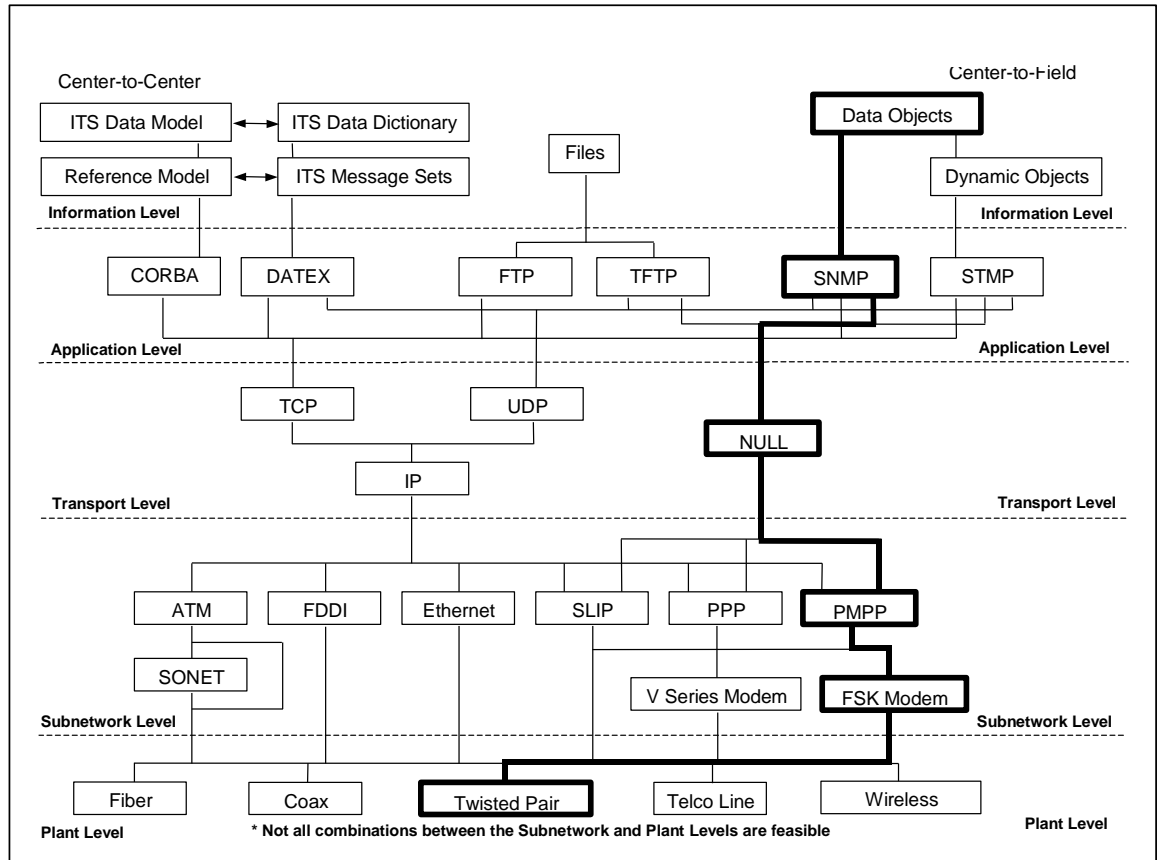 Center-to-Center
Center-to-Field
ITS Data Model
ITS Data Dictionary
Data Objects
Files
Reference Model
ITS Message Sets
Dynamic Objects
Information Level
Information Level
CORBA
DATEX
FTP
TFTP
SNMP
STMP
Application Level
Application Level
TCP
UDP
NULL
IP
Transport Level
Transport Level
ATM
FDDI
Ethernet
SLIP
PPP
PMPP
SONET
V Series Modem
FSK Modem
Subnetwork Level
Subnetwork Level
Fiber
Coax
Twisted Pair
Telco Line
Wireless
Plant Level
* Not all combinations between the Subnetwork and Plant Levels are feasible
Plant Level